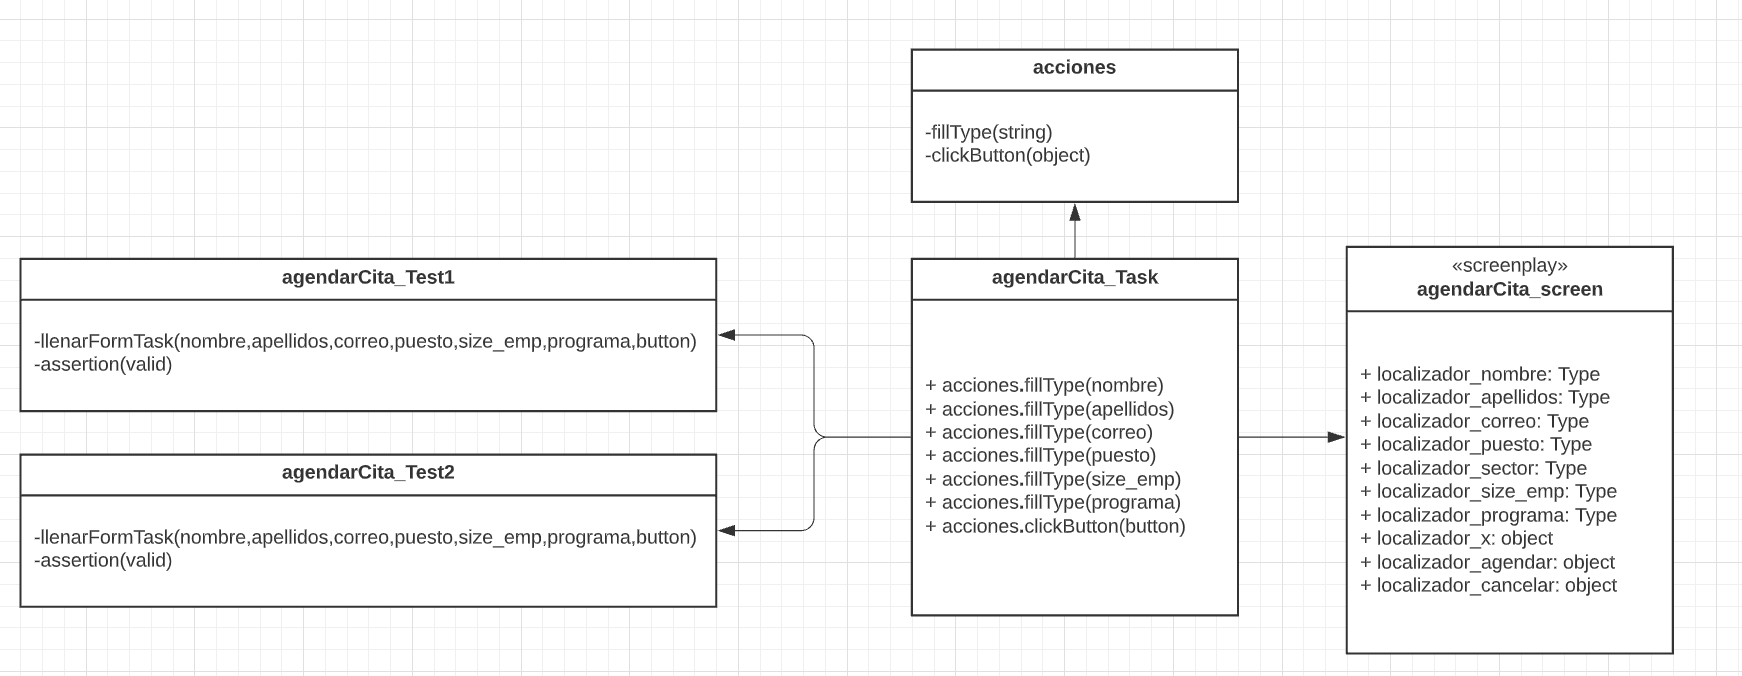 acciones
-fillType(string)
-clickButton(object)
agendarCita_Test1
-llenarFormTask(nombre,apellidos,correo,puesto,size_emp,programa,button)
-assertion(valid)
agendarCita_Test2
-llenarFormTask(nombre,apellidos,correo,puesto,size_emp,programa,button)
-assertion(valid)
agendarCita_Task
+ acciones.fillType(nombre)
+ acciones.fillType(apellidos)
+ acciones.fillType(correo)
+ acciones.fillType(puesto)
+ acciones.fillType(size_emp)
+ acciones.fillType(programa)
+ acciones.clickButton(button)
«screenplay»
agendarCita_screen
+ localizador_nombre: Type
+ localizador_apellidos: Type
+ localizador_correo: Type
+ localizador_puesto: Type
+ localizador_sector: Type
+ localizador_size_emp: Type
+ localizador_programa: Type
+ localizador_x: object
+ localizador_agendar: object
+ localizador_cancelar: object